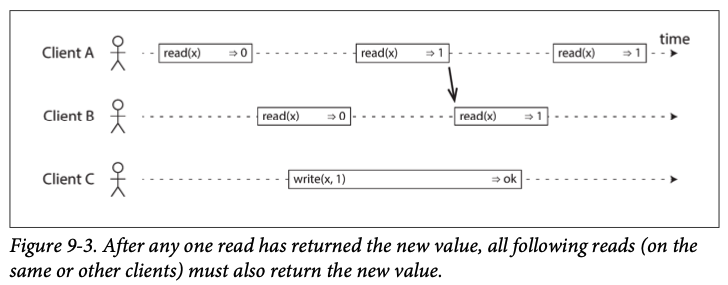 time
Client A read(x) ⇒ 0 read(x) ⇒ 1 read(x) ⇒ 1
Client B read(x) ⇒ 0 read(x) ⇒ 1
Client C write(x, 1) ⇒ ok
Figure 9-3. After any one read has returned the new value, all following reads (on the
same or other clients) must also return the new value.